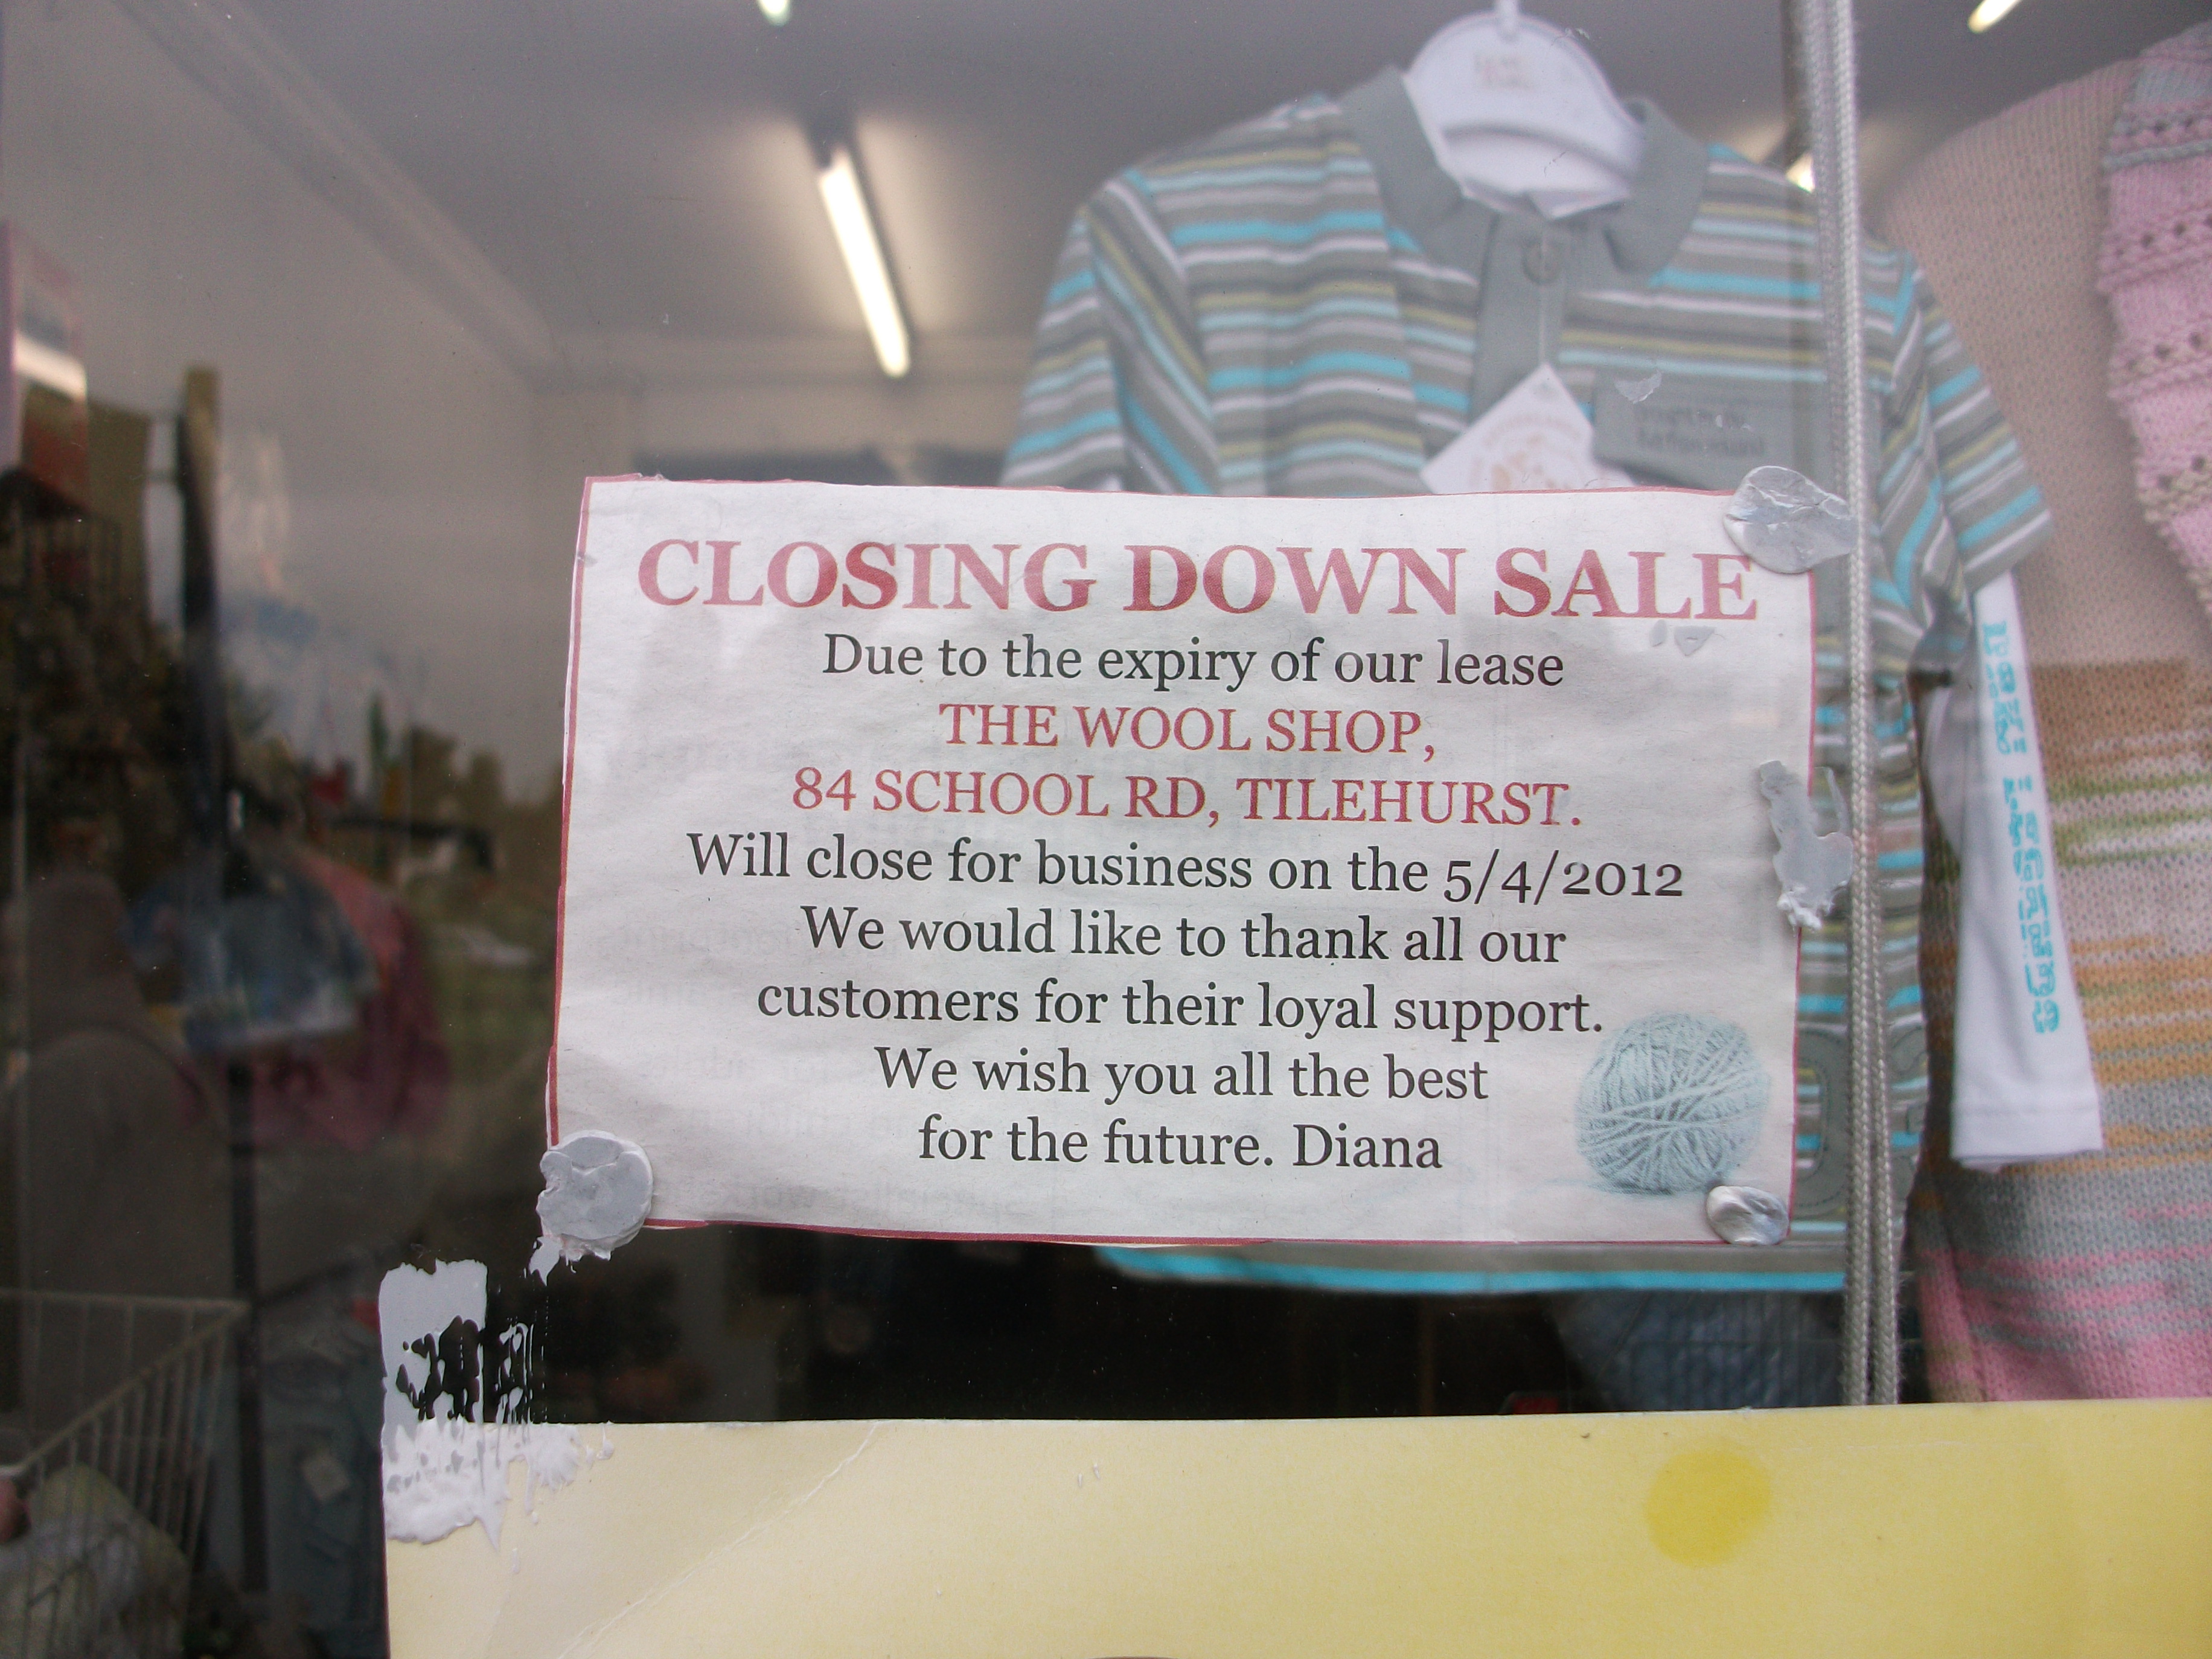 CLOSING DOWN SALE
Due to the expiry of our lease
THE WOOL SHOP,
84 SCHOOL RD, TILEHURST.
Will close for business on the 5/4/2012
We would like to thank all our
customers for their loyal support.
We wish you all the best
for the future. Diana